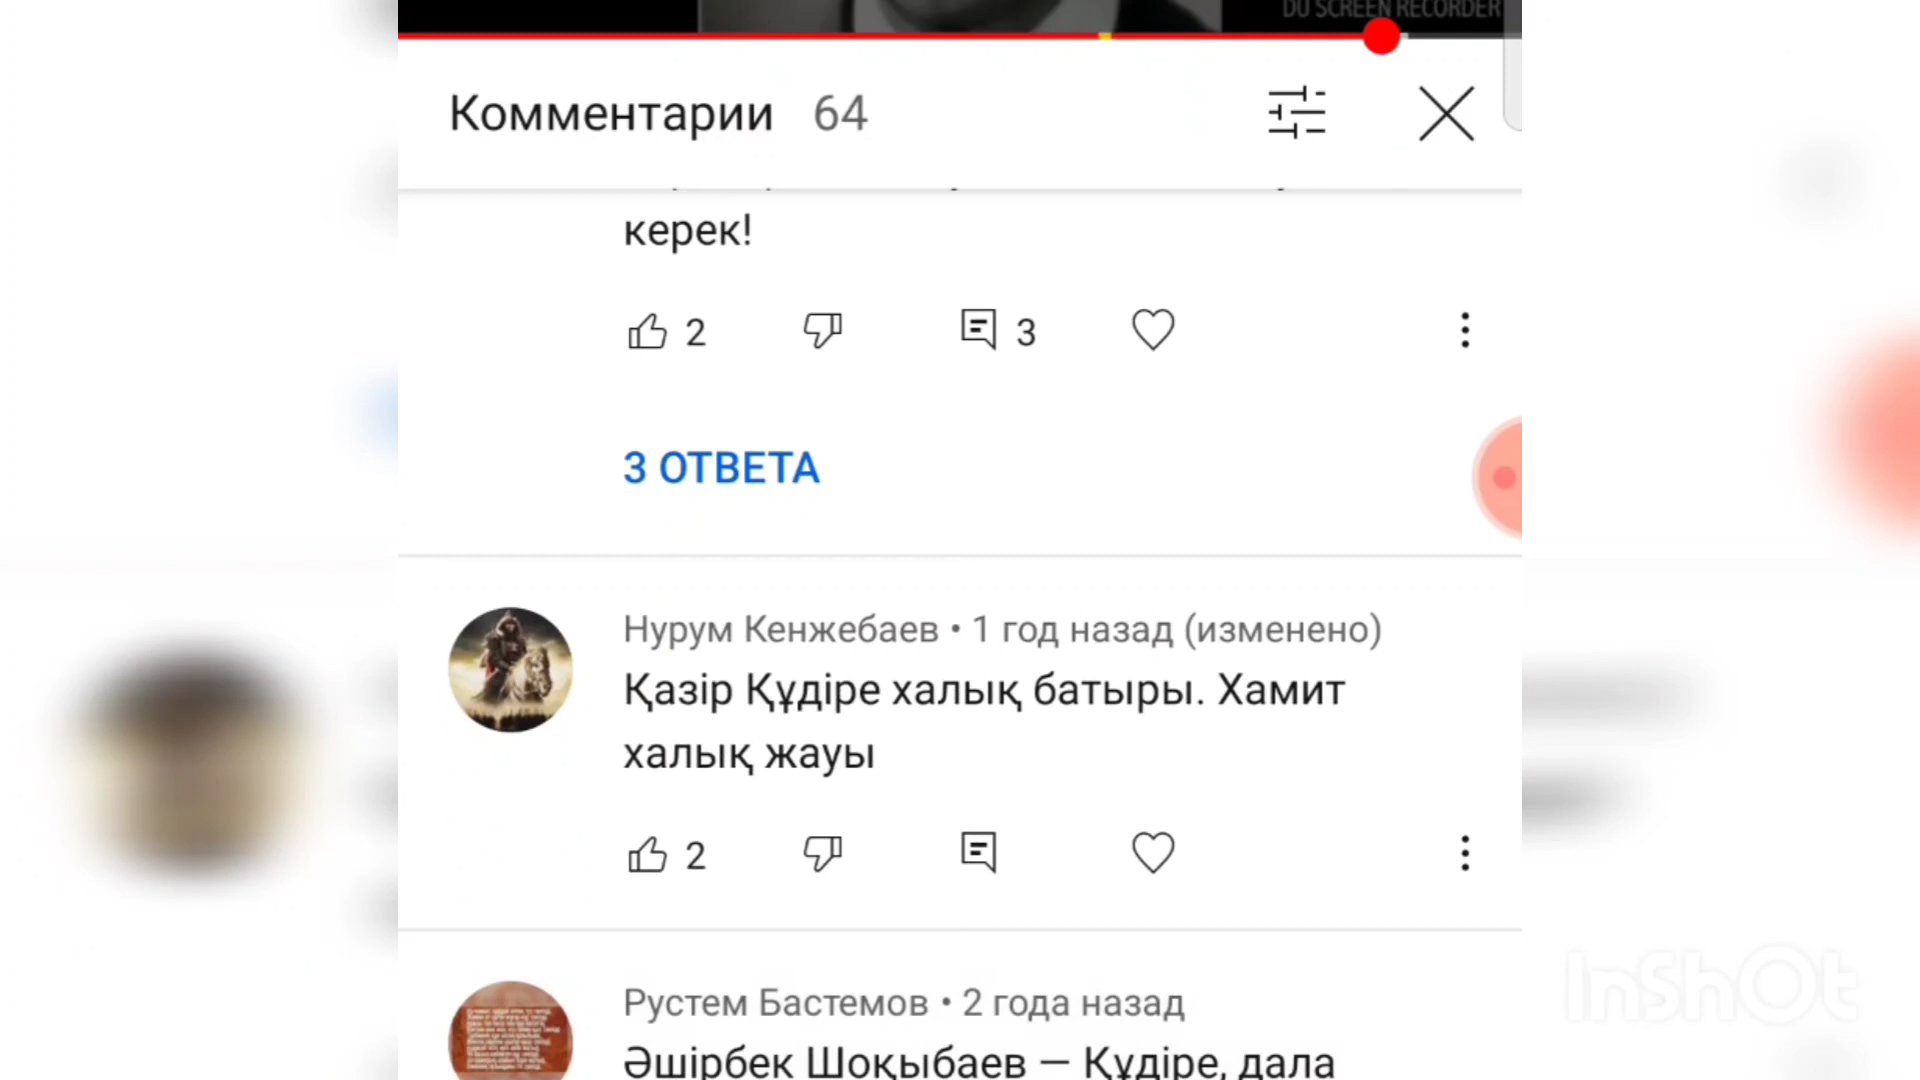 DU SCREEN RECORDER
Комментарии 64
керек!
2 3
3 ОТВЕТА
Нурум Кенжебаев • 1 год назад (изменено)
Қазір Құдіре халық батыры. Хамит
халық жауы
2
Рустем Бастемов • 2 года назад
Әшірбек Шоқыбаев — Құдіре, дала
InShOt